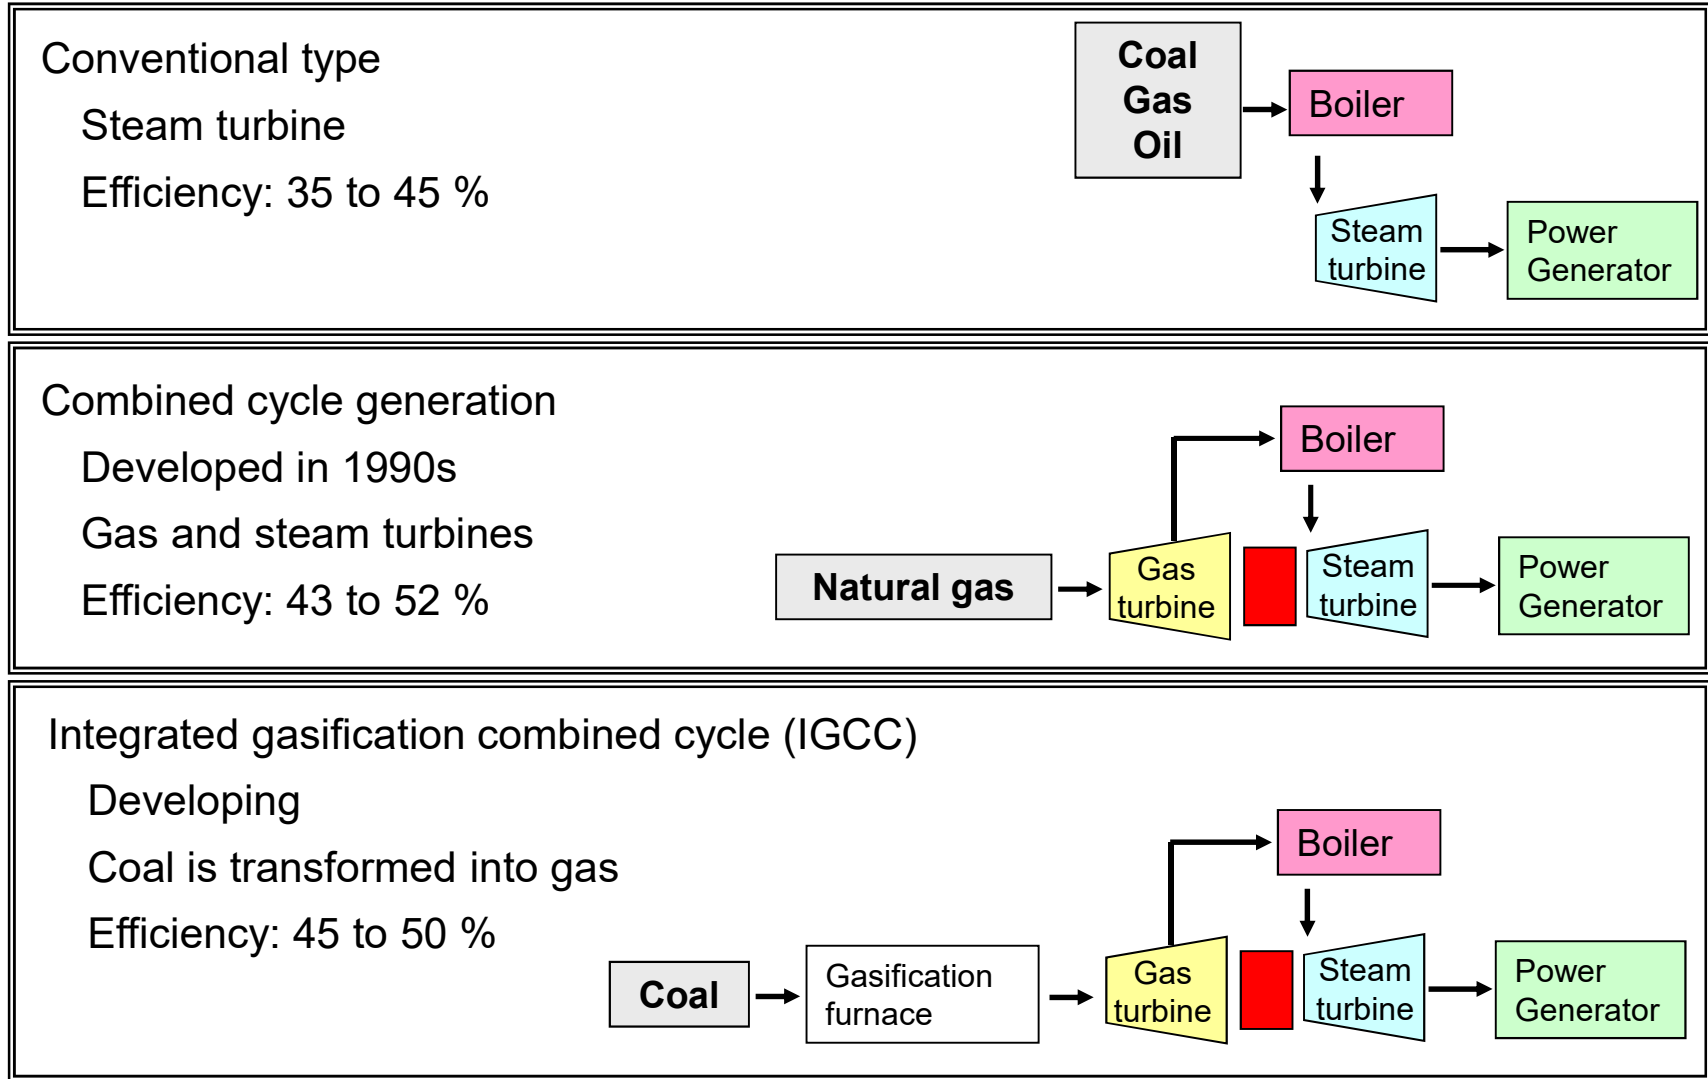 Conventional type
Steam turbine
Efficiency: 35 to 45 %
Coal
Gas
Oil
Boiler
Steam
turbine
Power
Generator
Combined cycle generation
Developed in 1990s
Gas and steam turbines
Efficiency: 43 to 52 %
Natural gas
Gas
turbine
Boiler
Steam
turbine
Power
Generator
Integrated gasification combined cycle (IGCC)
Developing
Coal is transformed into gas
Efficiency: 45 to 50 %
Coal
Gasification
furnace
Gas
turbine
Boiler
Steam
turbine
Power
Generator